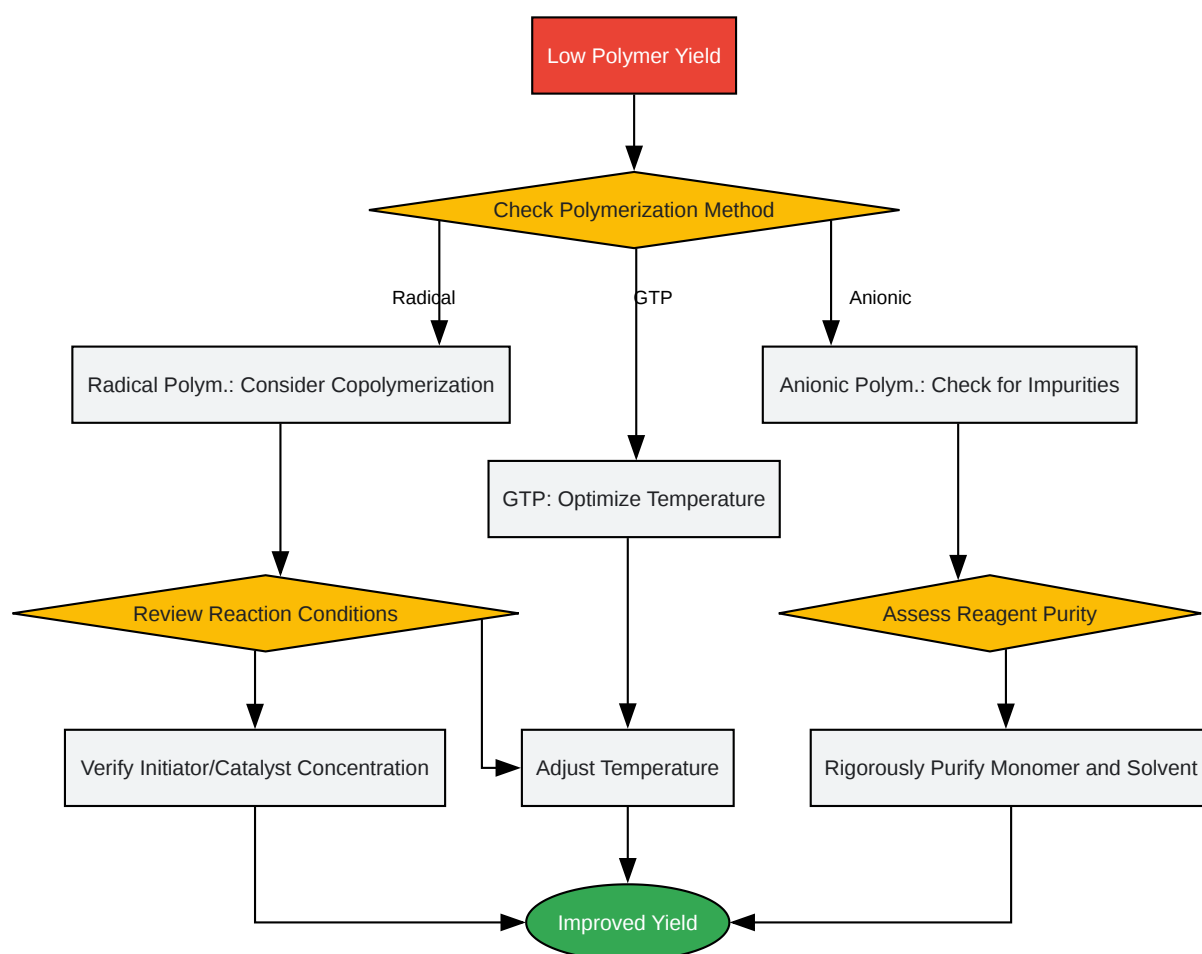 Low Polymer Yield
Check Polymerization Method
Radical
GTP
Anionic
Radical Polym.: Consider Copolymerization
Anionic Polym.: Check for Impurities
GTP: Optimize Temperature
Review Reaction Conditions
Assess Reagent Purity
Verify Initiator/Catalyst Concentration
Adjust Temperature
Rigorously Purify Monomer and Solvent
Improved Yield